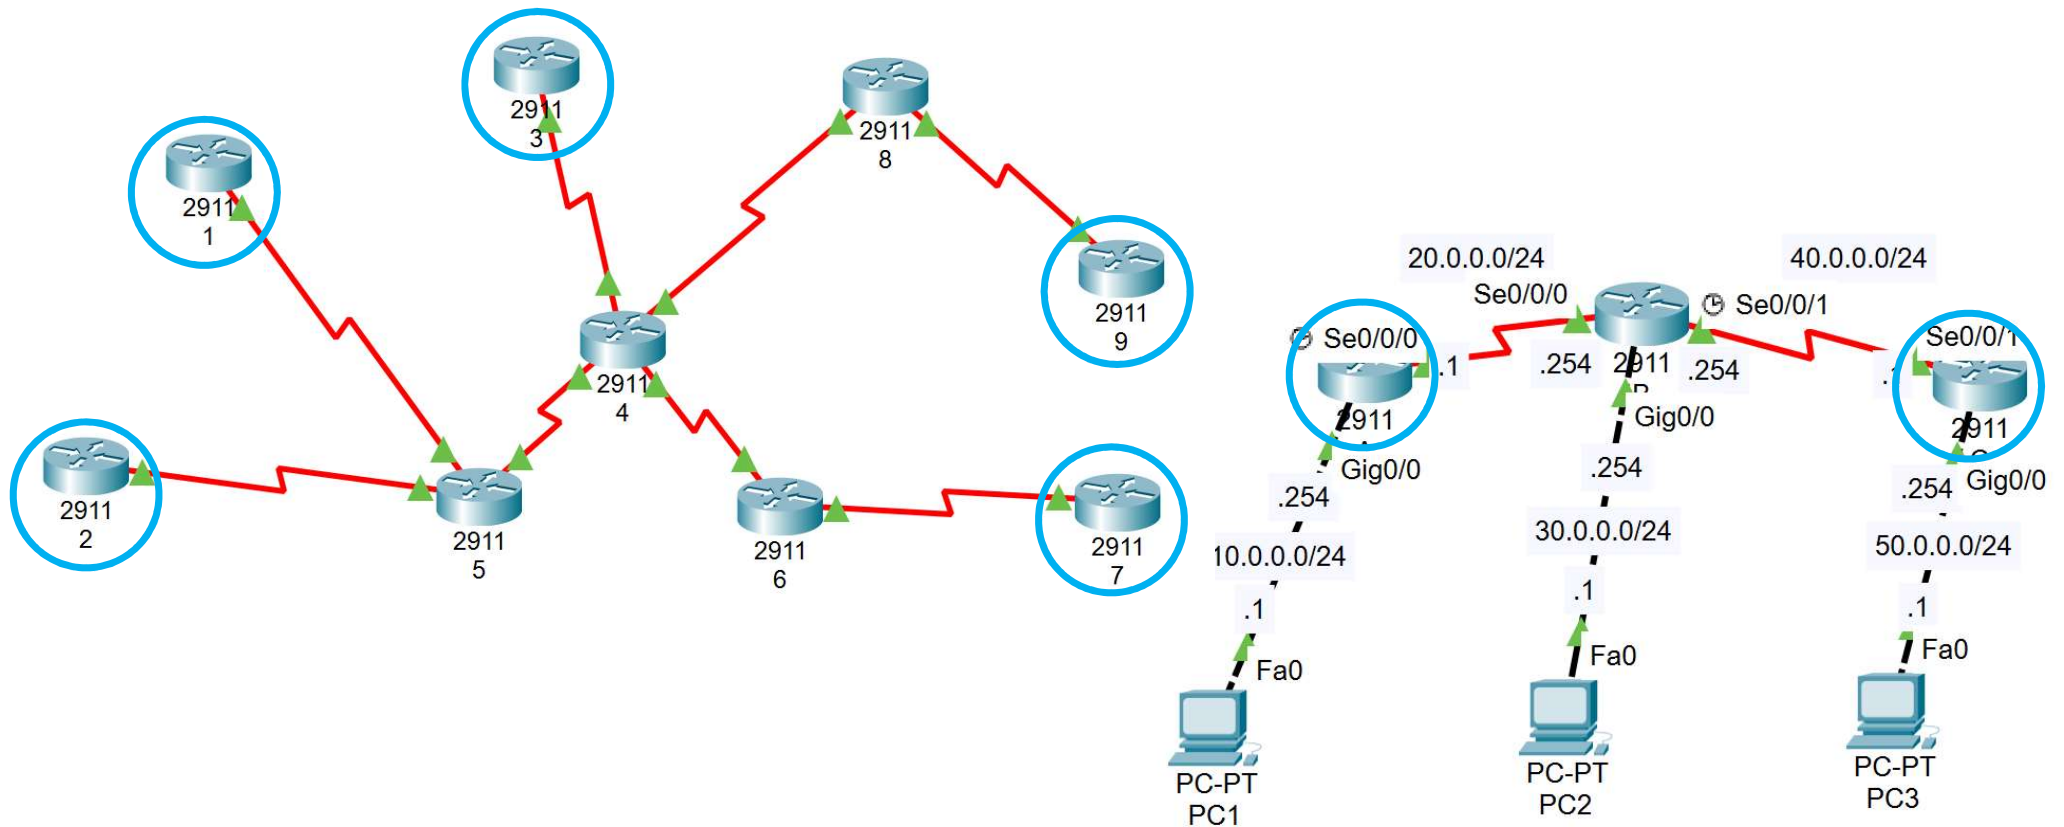 2911
3
2911
8
2911
1
2911
9
2911
4
2911
2
2911
5
2911
6
2911
7
20.0.0.0/24
40.0.0.0/24
Se0/0/0
Se0/0/1
Se0/0/0
Se0/0/1
.1
.254
2911
.254
2911
2911
Gig0/0
Gig0/0
Gig0/0
.254
.254
.254
10.0.0.0/24
30.0.0.0/24
50.0.0.0/24
.1
.1
.1
Fa0
Fa0
Fa0
PC-PT
PC1
PC-PT
PC2
PC-PT
PC3